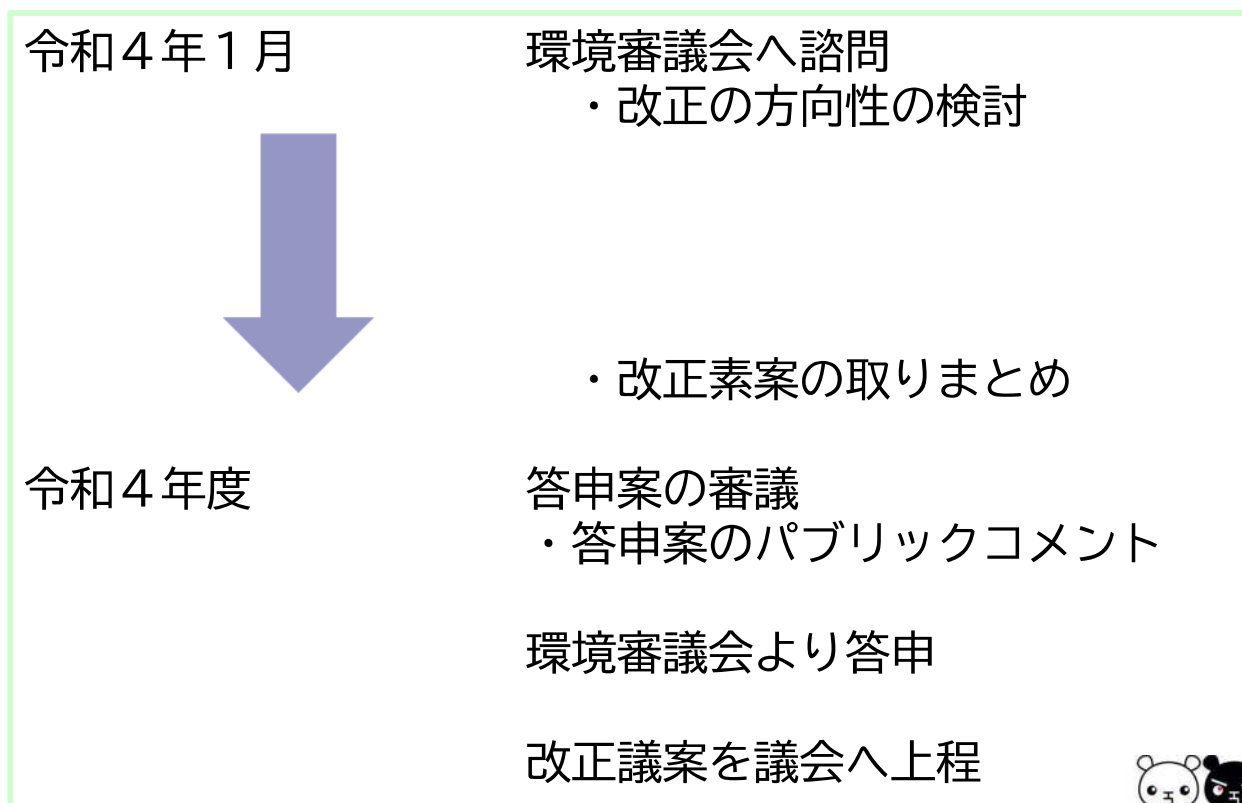 令和４年１月 環境審議会へ諮問
・改正の方向性の検討
・改正素案の取りまとめ
令和４年度 答申案の審議
・答申案のパブリックコメント
環境審議会より答申
改正議案を議会へ上程